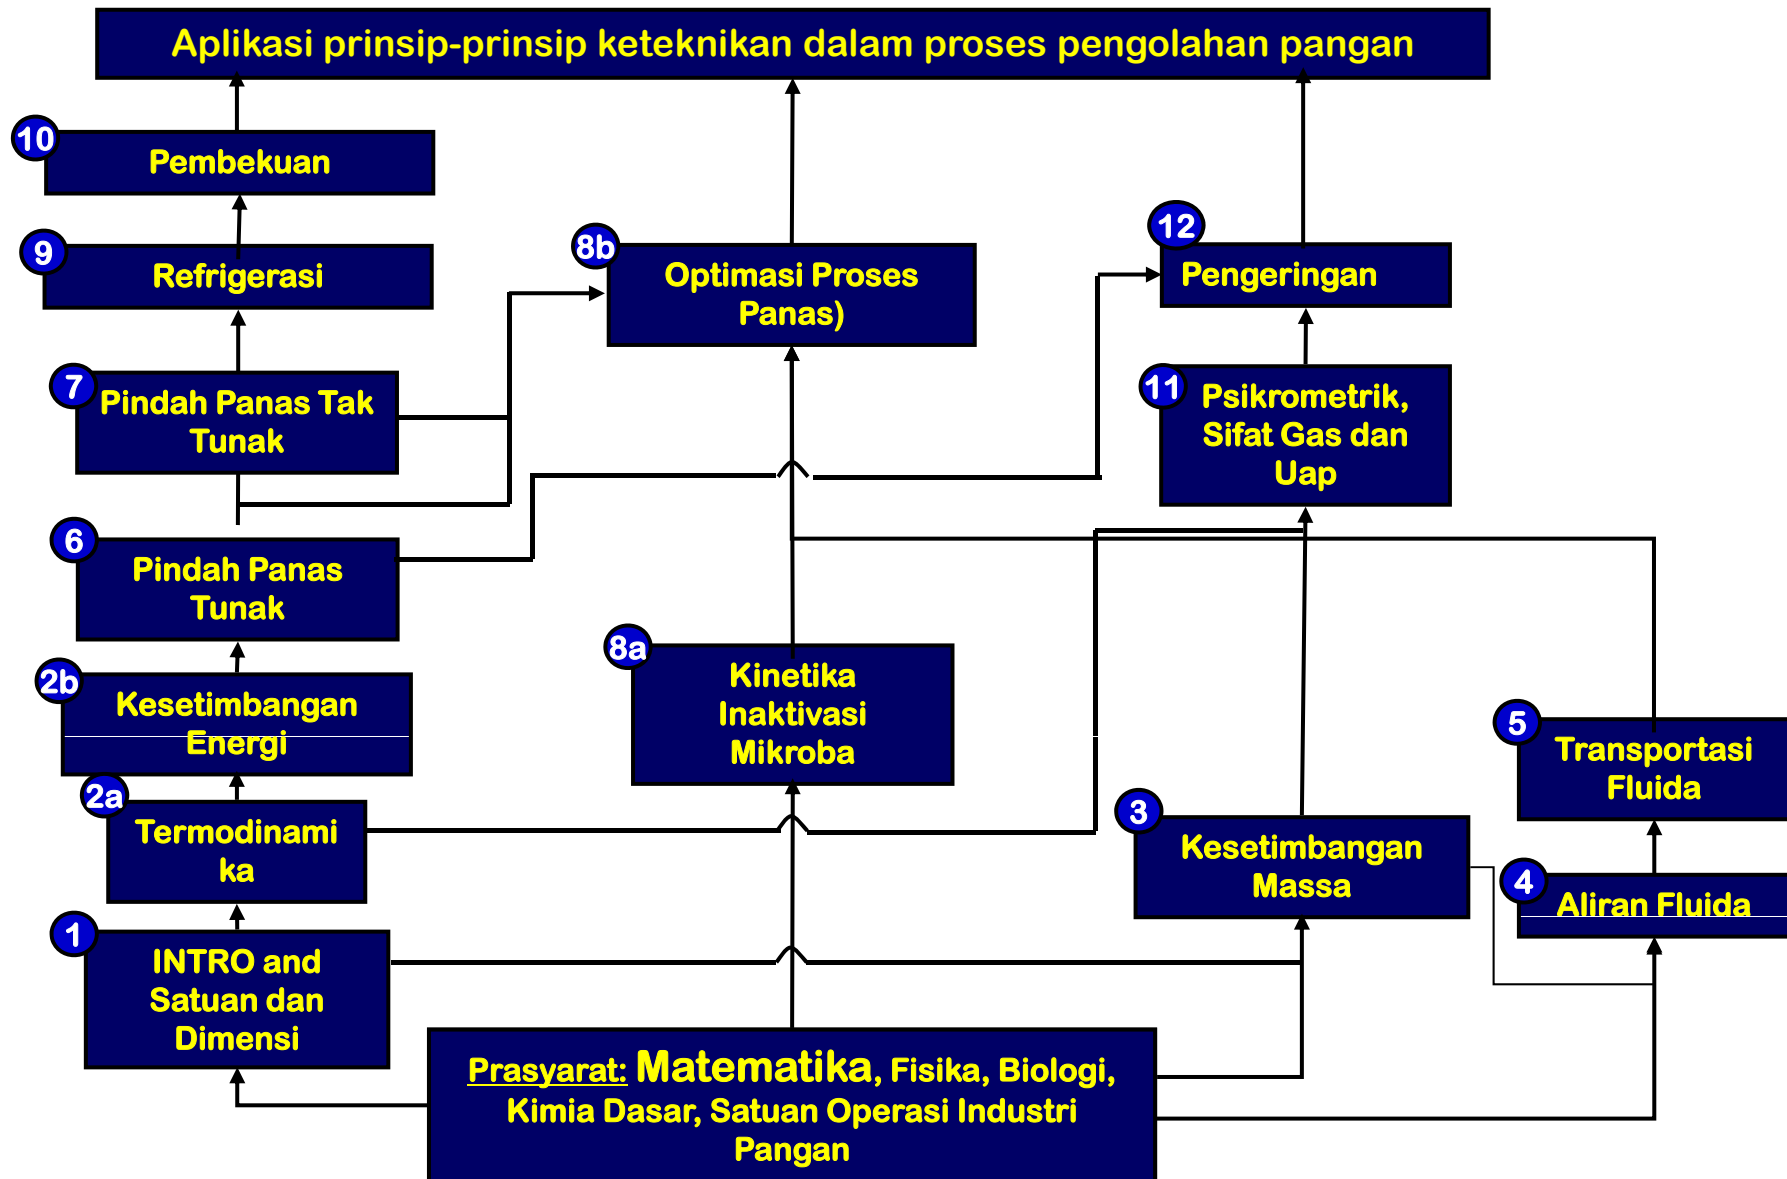 Aplikasi prinsip-prinsip keteknikan dalam proses pengolahan pangan
10
Pembekuan
9
Refrigerasi
8b
Optimasi Proses
Panas)
12
Pengeringan
7
Pindah Panas Tak
Tunak
11
Psikrometrik,
Sifat Gas dan
Uap
6
Pindah Panas
Tunak
8a
Kinetika
Inaktivasi
Mikroba
2b
Kesetimbangan
Energi
5
Transportasi
Fluida
2a
Termodinami
ka
3
Kesetimbangan
Massa
4
Aliran Fluida
1
INTRO and
Satuan dan
Dimensi
Prasyarat: Matematika, Fisika, Biologi,
Kimia Dasar, Satuan Operasi Industri
Pangan